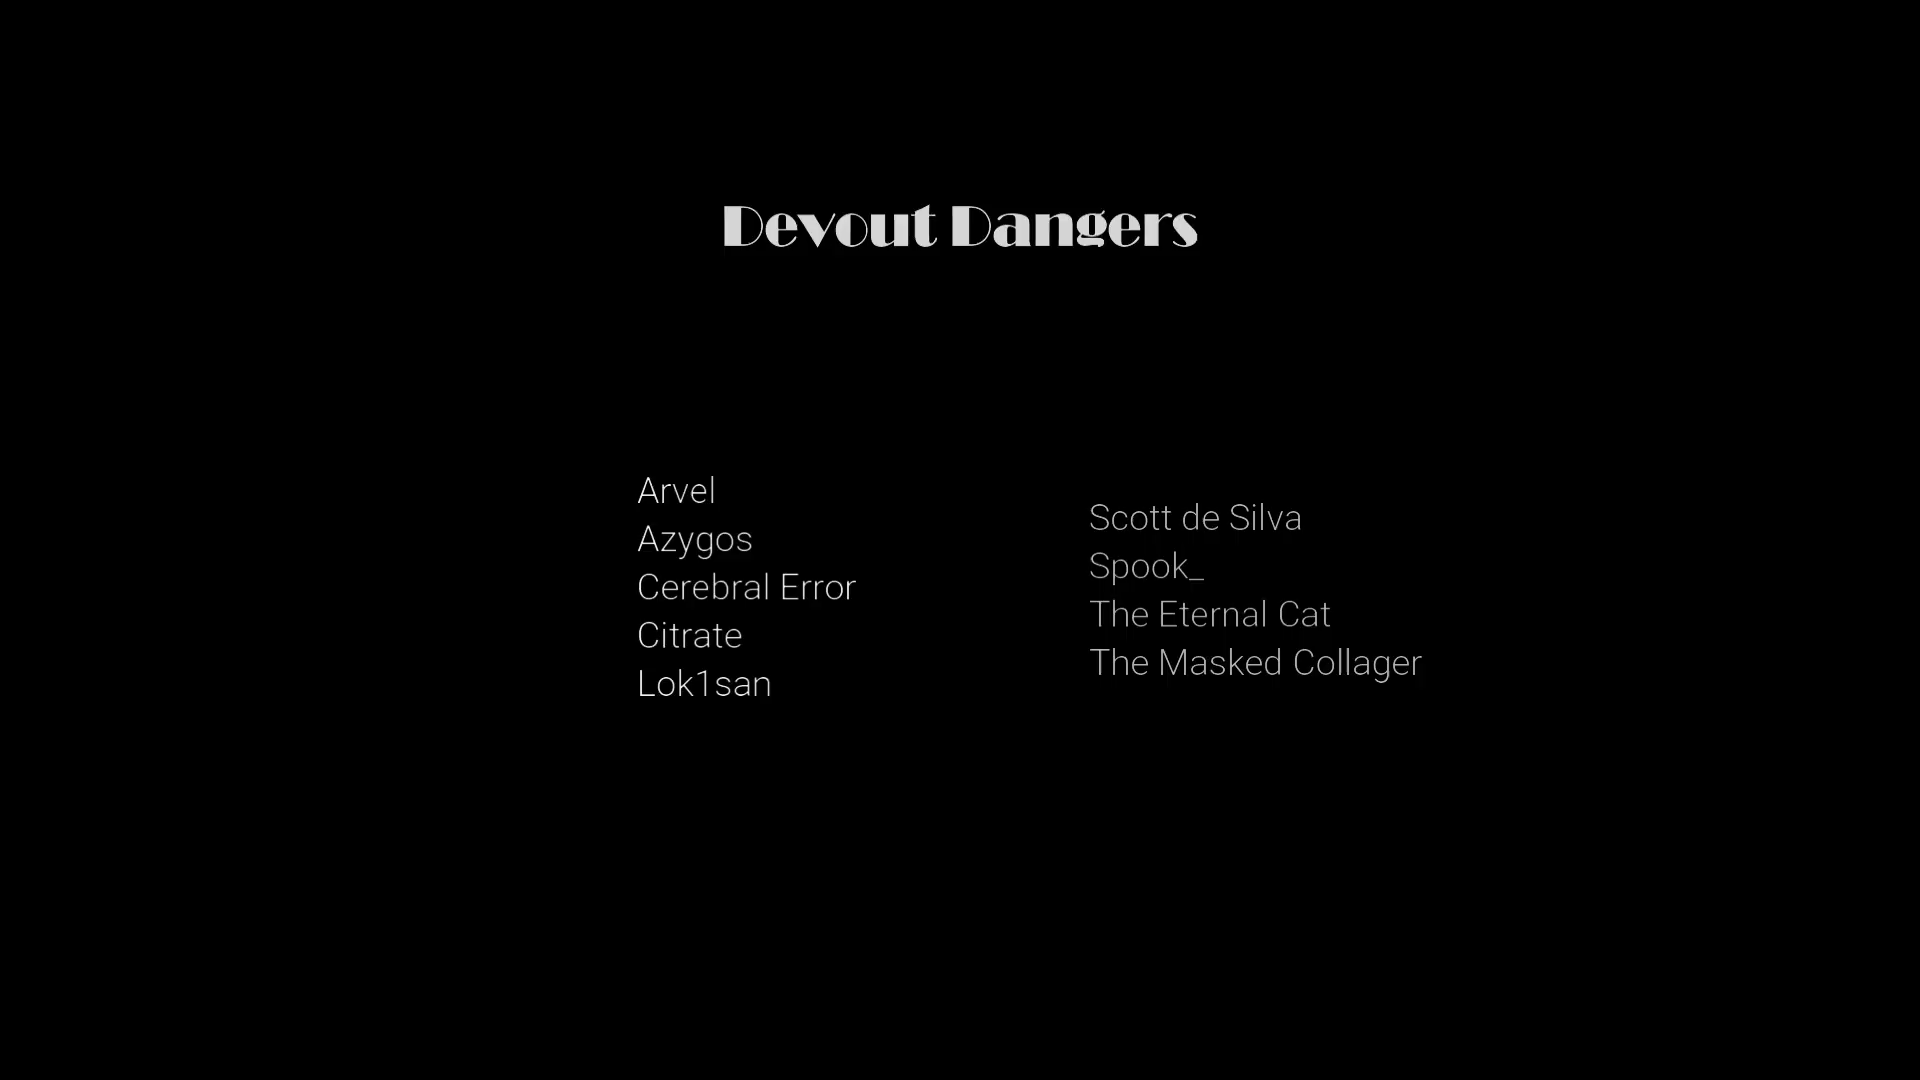 Devout Dangers
Arvel
Azygos
Cerebral Error
Citrate
Lok1san
Scott de Silva
Spook_
The Eternal Cat
The Masked Collager